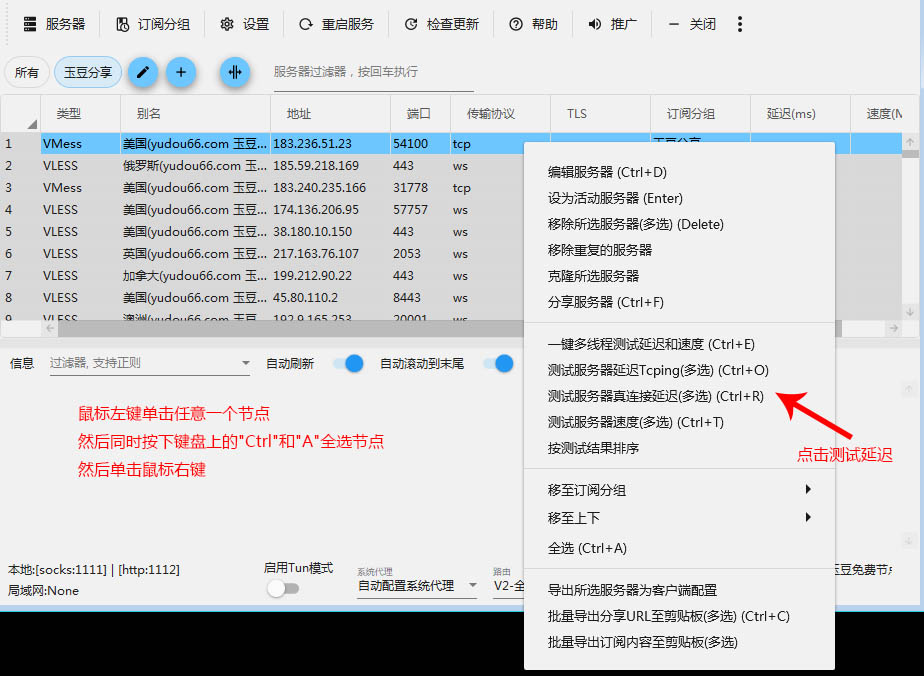 服务器 订阅分组 设置 重启服务 检查更新 帮助 推广 关闭
所有 玉豆分享 服务器过滤器，按回车执行
类型 别名 地址 端口 传输协议 TLS 订阅分组 延迟(ms) 速度(M
1 VMess 美国(yudou66.com 玉豆... 183.236.51.23 54100 tcp
2 VLESS 俄罗斯(yudou66.com 玉豆... 185.59.218.169 443 ws
3 VMess 美国(yudou66.com 玉豆... 183.240.235.166 31778 tcp
4 VLESS 美国(yudou66.com 玉豆... 174.136.206.95 57757 ws
5 VLESS 美国(yudou66.com 玉豆... 38.180.10.150 443 ws
6 VLESS 英国(yudou66.com 玉豆... 217.163.76.107 2053 ws
7 VLESS 加拿大(yudou66.com 玉豆... 199.212.90.22 443 ws
8 VLESS 美国(yudou66.com 玉豆... 45.80.110.2 8443 ws
9 VLESS 澳洲(yudou66.com 玉豆... 192.9.165.253 20001 ws
编辑服务器 (Ctrl+D)
设为活动服务器 (Enter)
移除所选服务器(多选) (Delete)
移除重复的服务器
克隆所选服务器
分享服务器 (Ctrl+F)
一键多线程测试延迟和速度 (Ctrl+E)
测试服务器延迟Tcping(多选) (Ctrl+O)
测试服务器真连接延迟(多选) (Ctrl+R)
测试服务器速度(多选) (Ctrl+T)
按测试结果排序
移至订阅分组
移至上下
全选 (Ctrl+A)
导出所选服务器为客户端配置
批量导出分享URL至剪贴板(多选) (Ctrl+C)
批量导出订阅内容至剪贴板(多选)
点击测试延迟
信息 过滤器, 支持正则 自动刷新 自动滚动到末尾
鼠标左键单击任意一个节点
然后同时按下键盘上的"Ctrl"和"A"全选节点
然后单击鼠标右键
本地:[socks:1111] | [http:1112]
局域网:None
启用Tun模式
系统代理
自动配置系统代理
路由
V2-全
玉豆免费节点